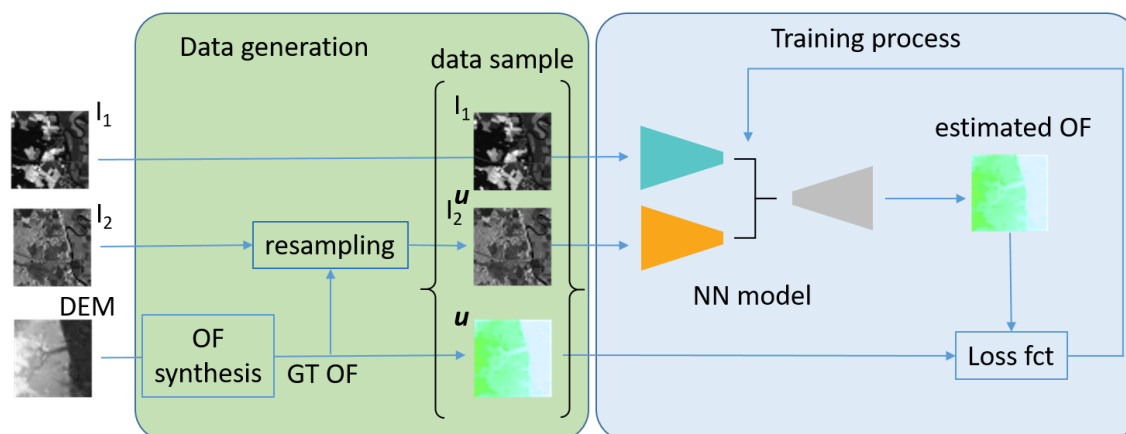 Data generation
Training process
data sample
I₁
I₁
estimated OF
I₂
u
I₂
resampling
NN model
DEM
u
OF
synthesis
GT OF
Loss fct